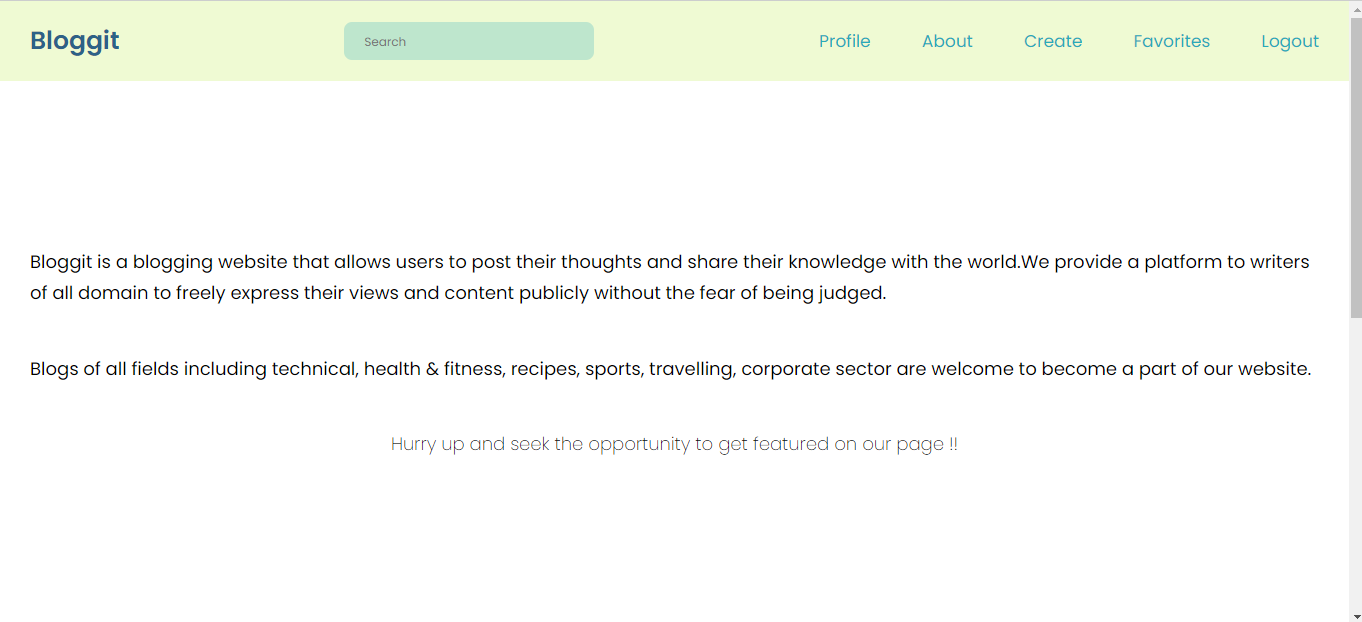 Bloggit
Search
Profile
About
Create
Favorites
Logout
Bloggit is a blogging website that allows users to post their thoughts and share their knowledge with the world.We provide a platform to writers
of all domain to freely express their views and content publicly without the fear of being judged.
Blogs of all fields including technical, health & fitness, recipes, sports, travelling, corporate sector are welcome to become a part of our website.
Hurry up and seek the opportunity to get featured on our page !!